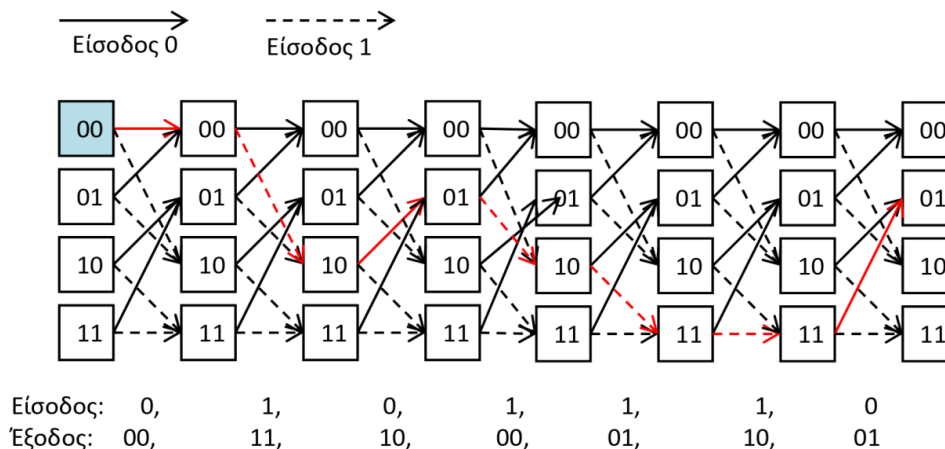 Είσοδος 0 Είσοδος 1
00 00 00 00 00 00 00 00
01 01 01 01 01 01 01 01
10 10 10 10 10 10 10 10
11 11 11 11 11 11 11 11
Είσοδος: 0, 1, 0, 1, 1, 1, 0
Έξοδος: 00, 11, 10, 00, 01, 10, 01